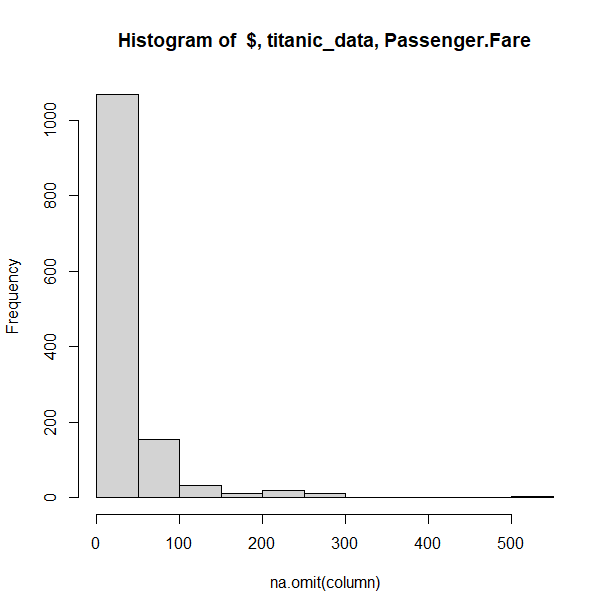 Histogram of  $, titanic_data, Passenger.Fare
Frequency
1000
800
600
400
200
0
0 100 200 300 400 500
na.omit(column)